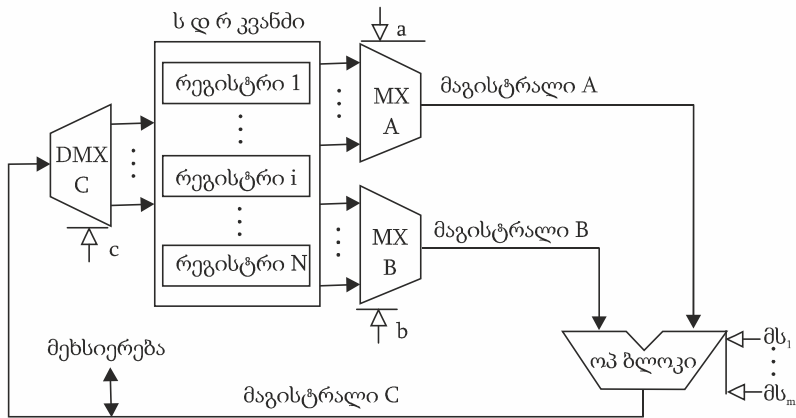 ს დ რ კვანძი
a
რეგისტრი 1
MX
A
მაგისტრალი A
DMX
C
რეგისტრი i
c
MX
B
მაგისტრალი B
რეგისტრი N
b
მეხსიერება
ოპ ბლოკი
მს₁
მსₘ
მაგისტრალი C